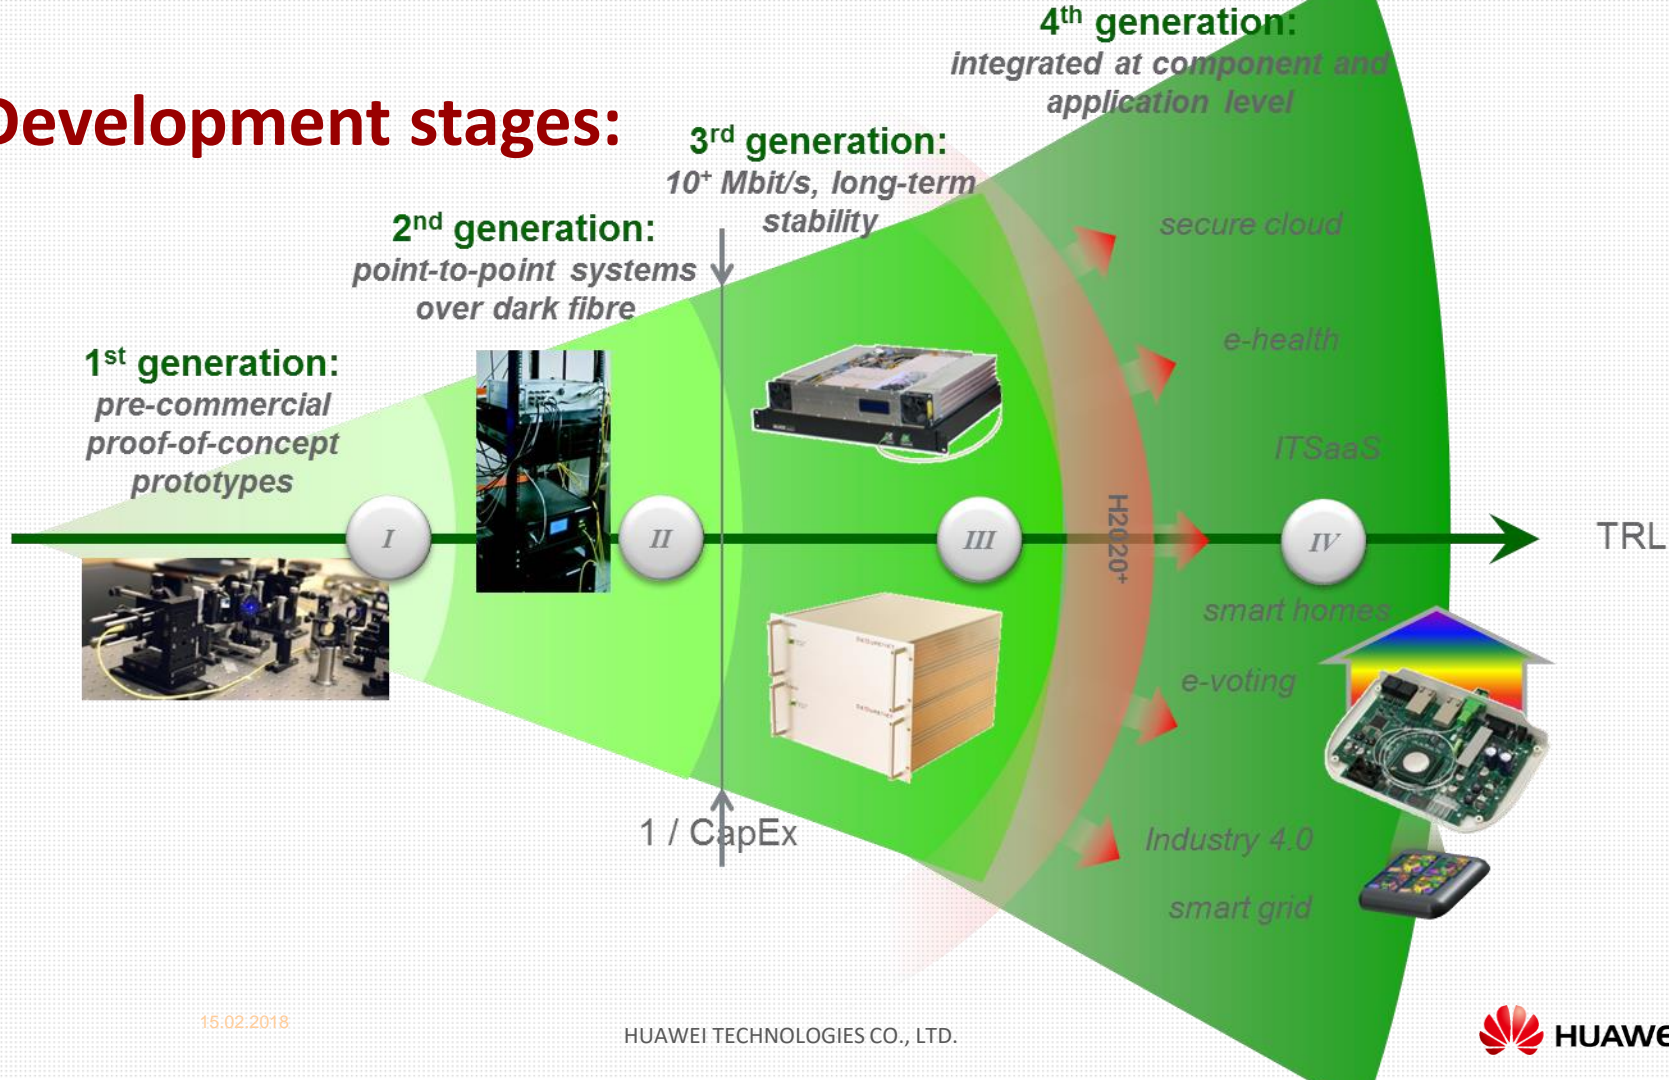 Development stages:
4th generation:
integrated at component and
application level
3rd generation:
10+ Mbit/s, long-term
stability
2nd generation:
point-to-point systems
over dark fibre
1st generation:
pre-commercial
proof-of-concept
prototypes
secure cloud
e-health
ITSaaS
I
II
III
H2020+
IV
TRL
smart homes
e-voting
1 / CapEx
Industry 4.0
smart grid
15.02.2018
HUAWEI TECHNOLOGIES CO., LTD.
HUAWE